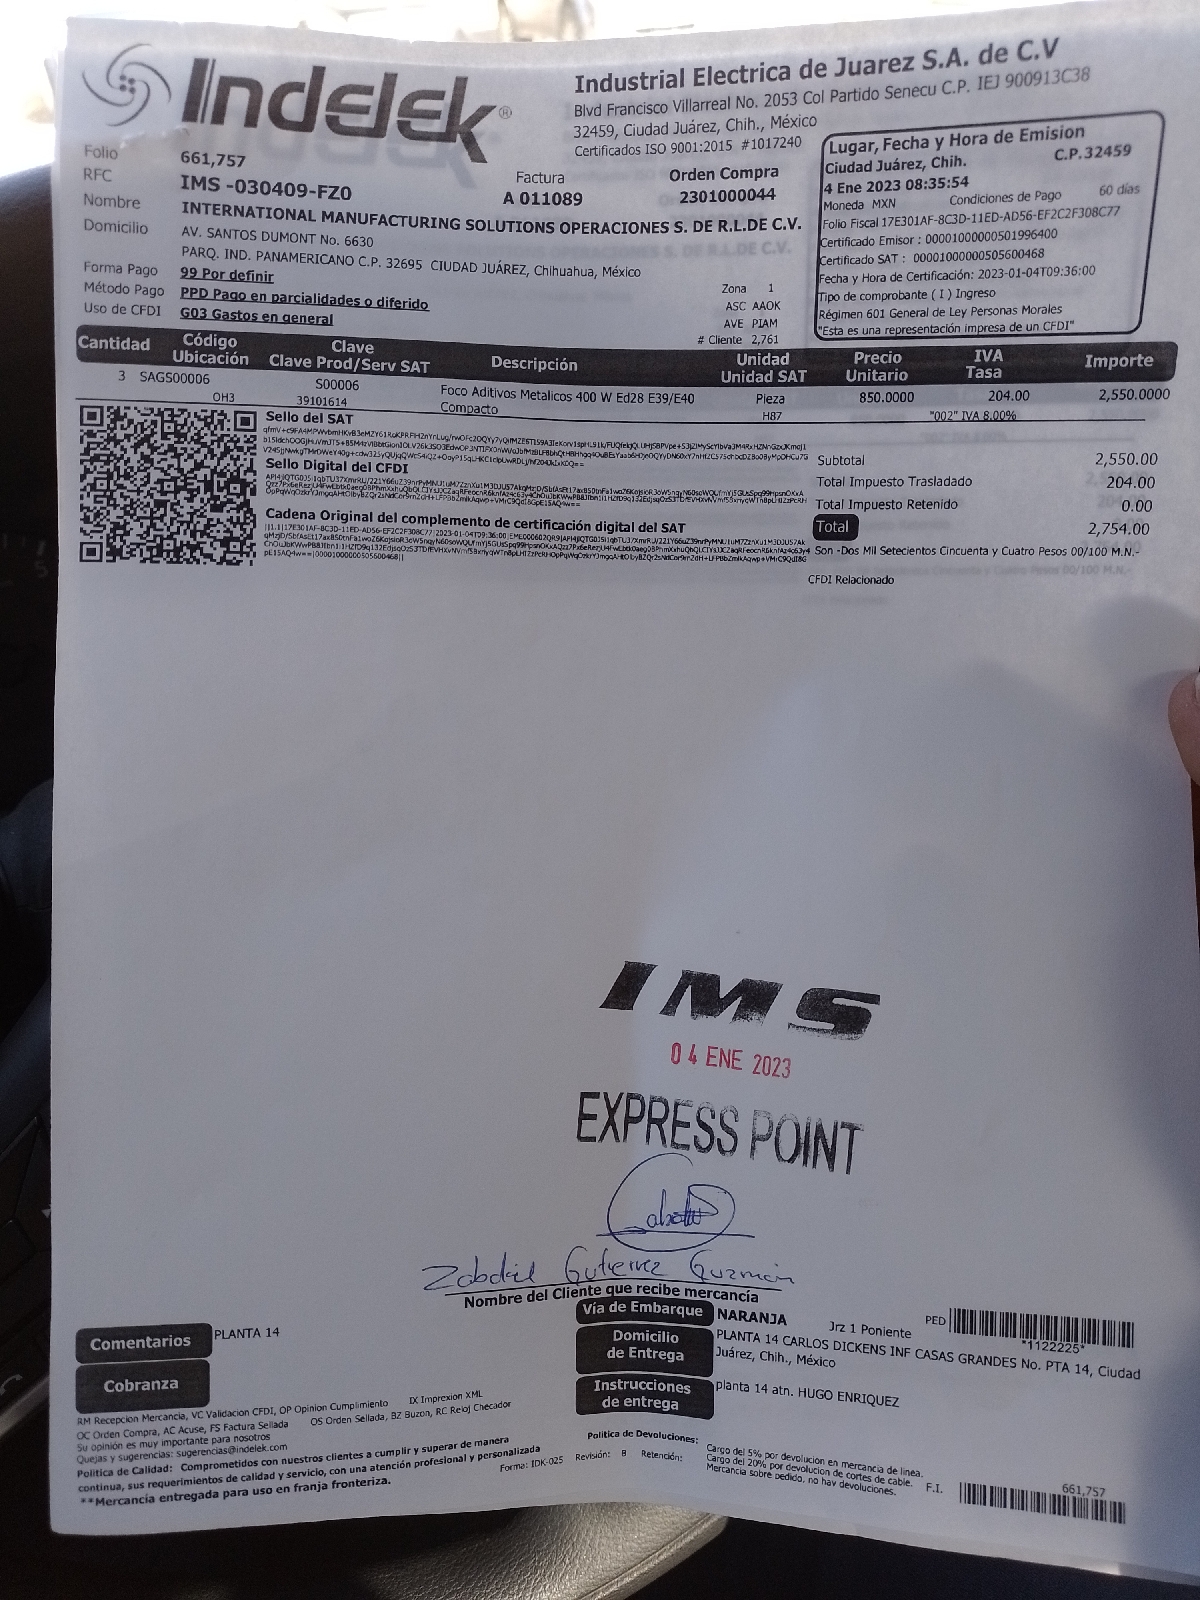 Indelek®
Industrial Electrica de Juarez S.A. de C.V
Blvd Francisco Villarreal No. 2053 Col Partido Senecu C.P. IEJ 900913C38
32459, Ciudad Juárez, Chih., México
Certificados ISO 9001:2015 #1017240
Lugar, Fecha y Hora de Emision
Ciudad Juárez, Chih. C.P.32459
4 Ene 2023 08:35:54
Moneda MXN Condiciones de Pago 60 días
Folio Fiscal 17E301AF-8C3D-11ED-AD56-EF2C2F308C77
Certificado Emisor : 00001000000501996400
Certificado SAT : 00001000000505600468
Fecha y Hora de Certificación: 2023-01-04T09:36:00
Tipo de comprobante ( I ) Ingreso
Régimen 601 General de Ley Personas Morales
"Esta es una representación impresa de un CFDI"
Folio 661,757 Factura Orden Compra
RFC IMS -030409-FZ0 A 011089 2301000044
Nombre INTERNATIONAL MANUFACTURING SOLUTIONS OPERACIONES S. DE R.L.DE C.V.
Domicilio AV. SANTOS DUMONT No. 6630
PARQ. IND. PANAMERICANO C.P. 32695 CIUDAD JUÁREZ, Chihuahua, México
Forma Pago 99 Por definir
Método Pago PPD Pago en parcialidades o diferido
Uso de CFDI G03 Gastos en general
Zona 1
ASC AAOK
AVE PIAM
# Cliente 2,761
Cantidad Código Ubicación Clave Clave Prod/Serv SAT Descripción Unidad Unidad SAT Precio Unitario IVA Tasa Importe
3 SAGS00006 S00006 Foco Aditivos Metalicos 400 W Ed28 E39/E40 Pieza 850.0000 204.00 2,550.0000
OH3 39101614 Compacto H87 "002" IVA 8.00%
Sello del SAT
Sello Digital del CFDI
Cadena Original del complemento de certificación digital del SAT
Subtotal 2,550.00
Total Impuesto Trasladado 204.00
Total Impuesto Retenido 0.00
Total 2,754.00
Son -Dos Mil Setecientos Cincuenta y Cuatro Pesos 00/100 M.N.-
CFDI Relacionado
IMS
04 ENE 2023
EXPRESS POINT
Zabdiel Gutierrez Guzmán
Nombre del Cliente que recibe mercancía
Vía de Embarque NARANJA Jrz 1 Poniente PED
*1122225*
Comentarios PLANTA 14
Cobranza
Domicilio de Entrega PLANTA 14 CARLOS DICKENS INF CASAS GRANDES No. PTA 14, Ciudad
Juárez, Chih., México
Instrucciones de entrega planta 14 atn. HUGO ENRIQUEZ
RM Recepcion Mercancia, VC Validacion CFDI, OP Opinion Cumplimiento IX Imprexion XML
OC Orden Compra, AC Acuse, FS Factura Sellada OS Orden Sellada, BZ Buzon, RC Reloj Checador
Su opinión es muy importante para nosotros
Quejas y sugerencias: sugerencias@indelek.com
Politica de Calidad: Comprometidos con nuestros clientes a cumplir y superar de manera
continua, sus requerimientos de calidad y servicio, con una atención profesional y personalizada
**Mercancía entregada para uso en franja fronteriza.
Forma: IDK-025 Revisión: B Retención:
Politica de Devoluciones:
Cargo del 5% por devolucion en mercancia de linea.
Cargo del 20% por devolucion de cortes de cable.
Mercancia sobre pedido, no hay devoluciones.
F.I. 661,757